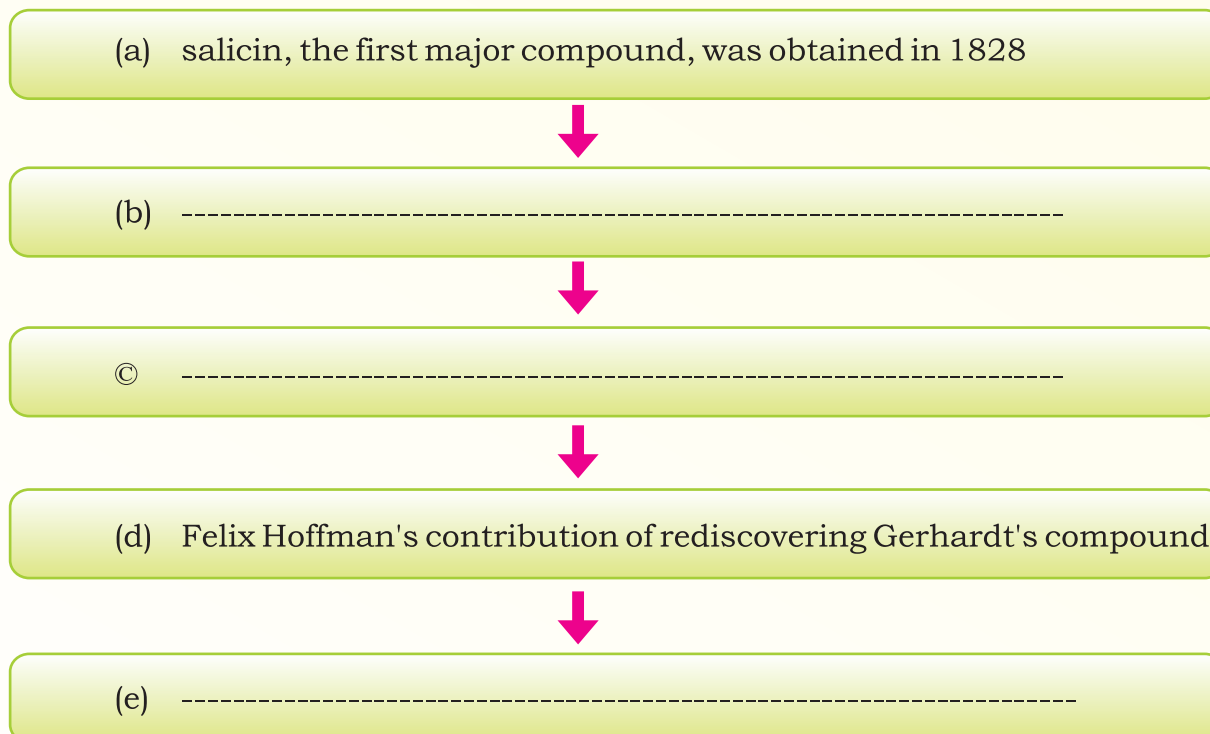 (a) salicin, the first major compound, was obtained in 1828
(b) --------------------------------------------------------------------
© --------------------------------------------------------------------
(d) Felix Hoffman's contribution of rediscovering Gerhardt's compound
(e) ---------------------------------------------------------------------